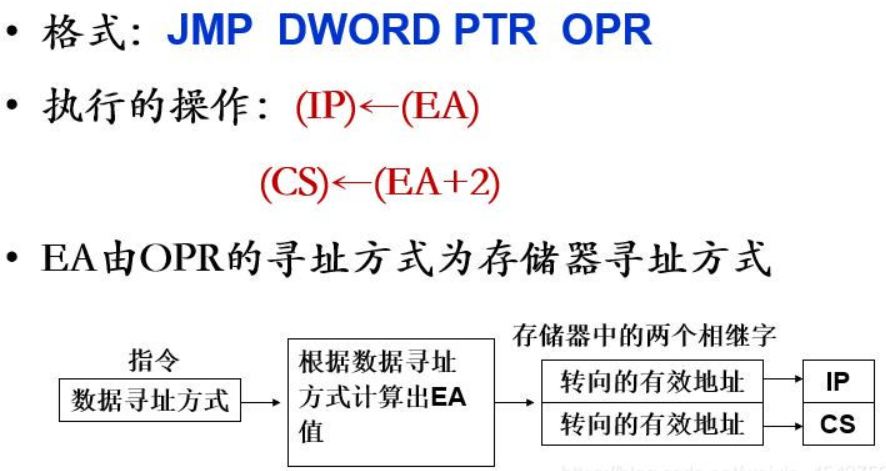 • 格式：JMP DWORD PTR OPR
• 执行的操作：(IP)←(EA)
(CS)←(EA+2)
• EA由OPR的寻址方式为存储器寻址方式
存储器中的两个相继字
指令
数据寻址方式
根据数据寻址
方式计算出EA
值
转向的有效地址
IP
转向的有效地址
CS